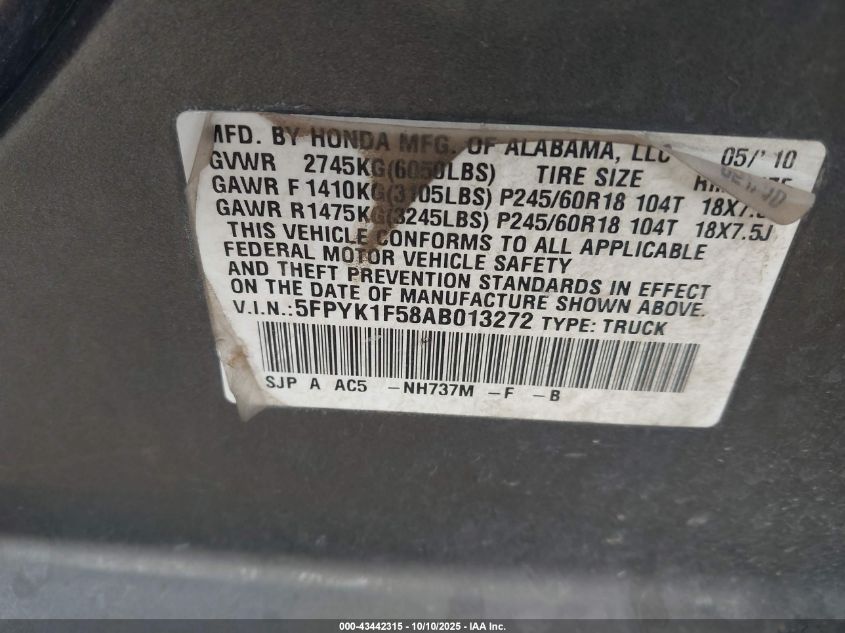 MFD. BY HONDA MFG. OF ALABAMA, LLC 05/'10
GVWR 2745KG(6050LBS) TIRE SIZE
GAWR F 1410KG(3105LBS) P245/60R18 104T 18X7.5
GAWR R1475KG(3245LBS) P245/60R18 104T 18X7.5J
THIS VEHICLE CONFORMS TO ALL APPLICABLE
FEDERAL MOTOR VEHICLE SAFETY
AND THEFT PREVENTION STANDARDS IN EFFECT
ON THE DATE OF MANUFACTURE SHOWN ABOVE.
V.I.N.: 5FPYK1F58AB013272 TYPE: TRUCK
SJP A AC5 -NH737M -F -B
000-43442315 - 10/10/2025 - IAA Inc.